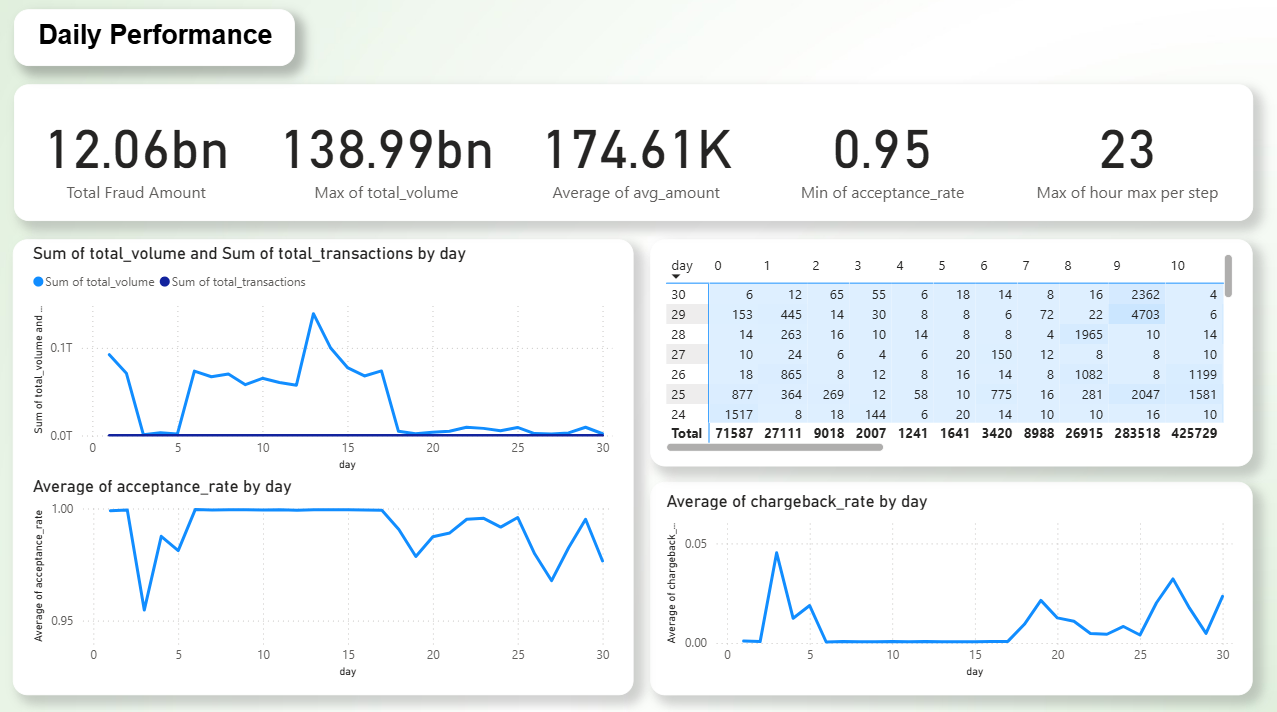 Daily Performance
12.06bn 138.99bn 174.61K 0.95 23
Total Fraud Amount Max of total_volume Average of avg_amount Min of acceptance_rate Max of hour max per step
Sum of total_volume and Sum of total_transactions by day
Sum of total_volume Sum of total_transactions
Sum of total_volume and ...
0.1T
0.0T
0 5 10 15 20 25 30
day
day 0 1 2 3 4 5 6 7 8 9 10
30 6 12 65 55 6 18 14 8 16 2362 4
29 153 445 14 30 8 8 6 72 22 4703 6
28 14 263 16 10 14 8 8 4 1965 10 14
27 10 24 6 4 6 20 150 12 8 8 10
26 18 865 8 12 8 16 14 8 1082 8 1199
25 877 364 269 12 58 10 775 16 281 2047 1581
24 1517 8 18 144 6 20 14 10 10 16 10
Total 71587 27111 9018 2007 1241 1641 3420 8988 26915 283518 425729
Average of acceptance_rate by day
Average of acceptance_rate
1.00
0.95
0 5 10 15 20 25 30
day
Average of chargeback_rate by day
Average of chargeback_...
0.05
0.00
0 5 10 15 20 25 30
day